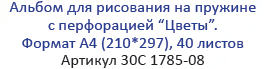 Альбом для рисования на пружине
с перфорацией “Цветы”.
Формат А4 (210*297), 40 листов
Артикул 30С 1785-08